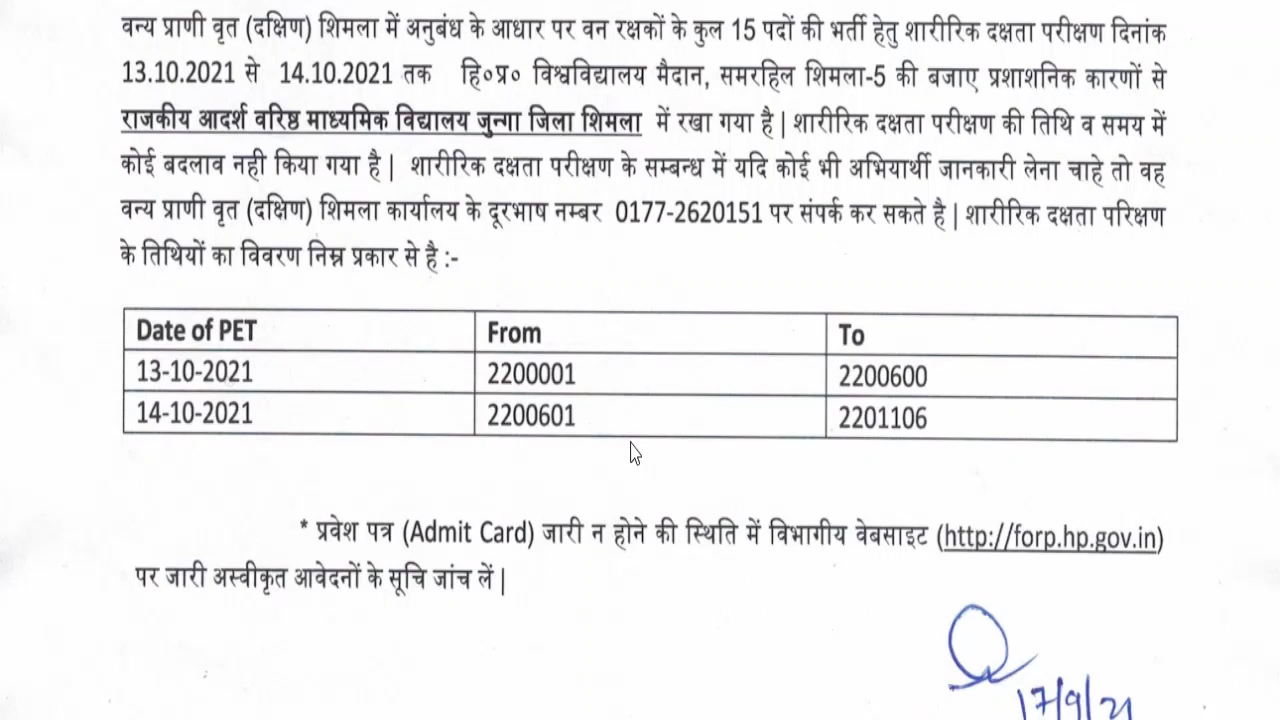 वन्य प्राणी वृत (दक्षिण) शिमला में अनुबंध के आधार पर वन रक्षकों के कुल 15 पदों की भर्ती हेतु शारीरिक दक्षता परीक्षण दिनांक
13.10.2021 से 14.10.2021 तक हि०प्र० विश्वविद्यालय मैदान, समरहिल शिमला-5 की बजाए प्रशाशनिक कारणों से
राजकीय आदर्श वरिष्ठ माध्यमिक विद्यालय जुन्गा जिला शिमला में रखा गया है | शारीरिक दक्षता परीक्षण की तिथि व समय में
कोई बदलाव नही किया गया है | शारीरिक दक्षता परीक्षण के सम्बन्ध में यदि कोई भी अभियार्थी जानकारी लेना चाहे तो वह
वन्य प्राणी वृत (दक्षिण) शिमला कार्यालय के दूरभाष नम्बर 0177-2620151 पर संपर्क कर सकते है | शारीरिक दक्षता परिक्षण
के तिथियों का विवरण निम्न प्रकार से है :-
Date of PET From To
13-10-2021 2200001 2200600
14-10-2021 2200601 2201106
* प्रवेश पत्र (Admit Card) जारी न होने की स्थिति में विभागीय वेबसाइट (http://forp.hp.gov.in)
पर जारी अस्वीकृत आवेदनों के सूचि जांच लें |
17/9/21